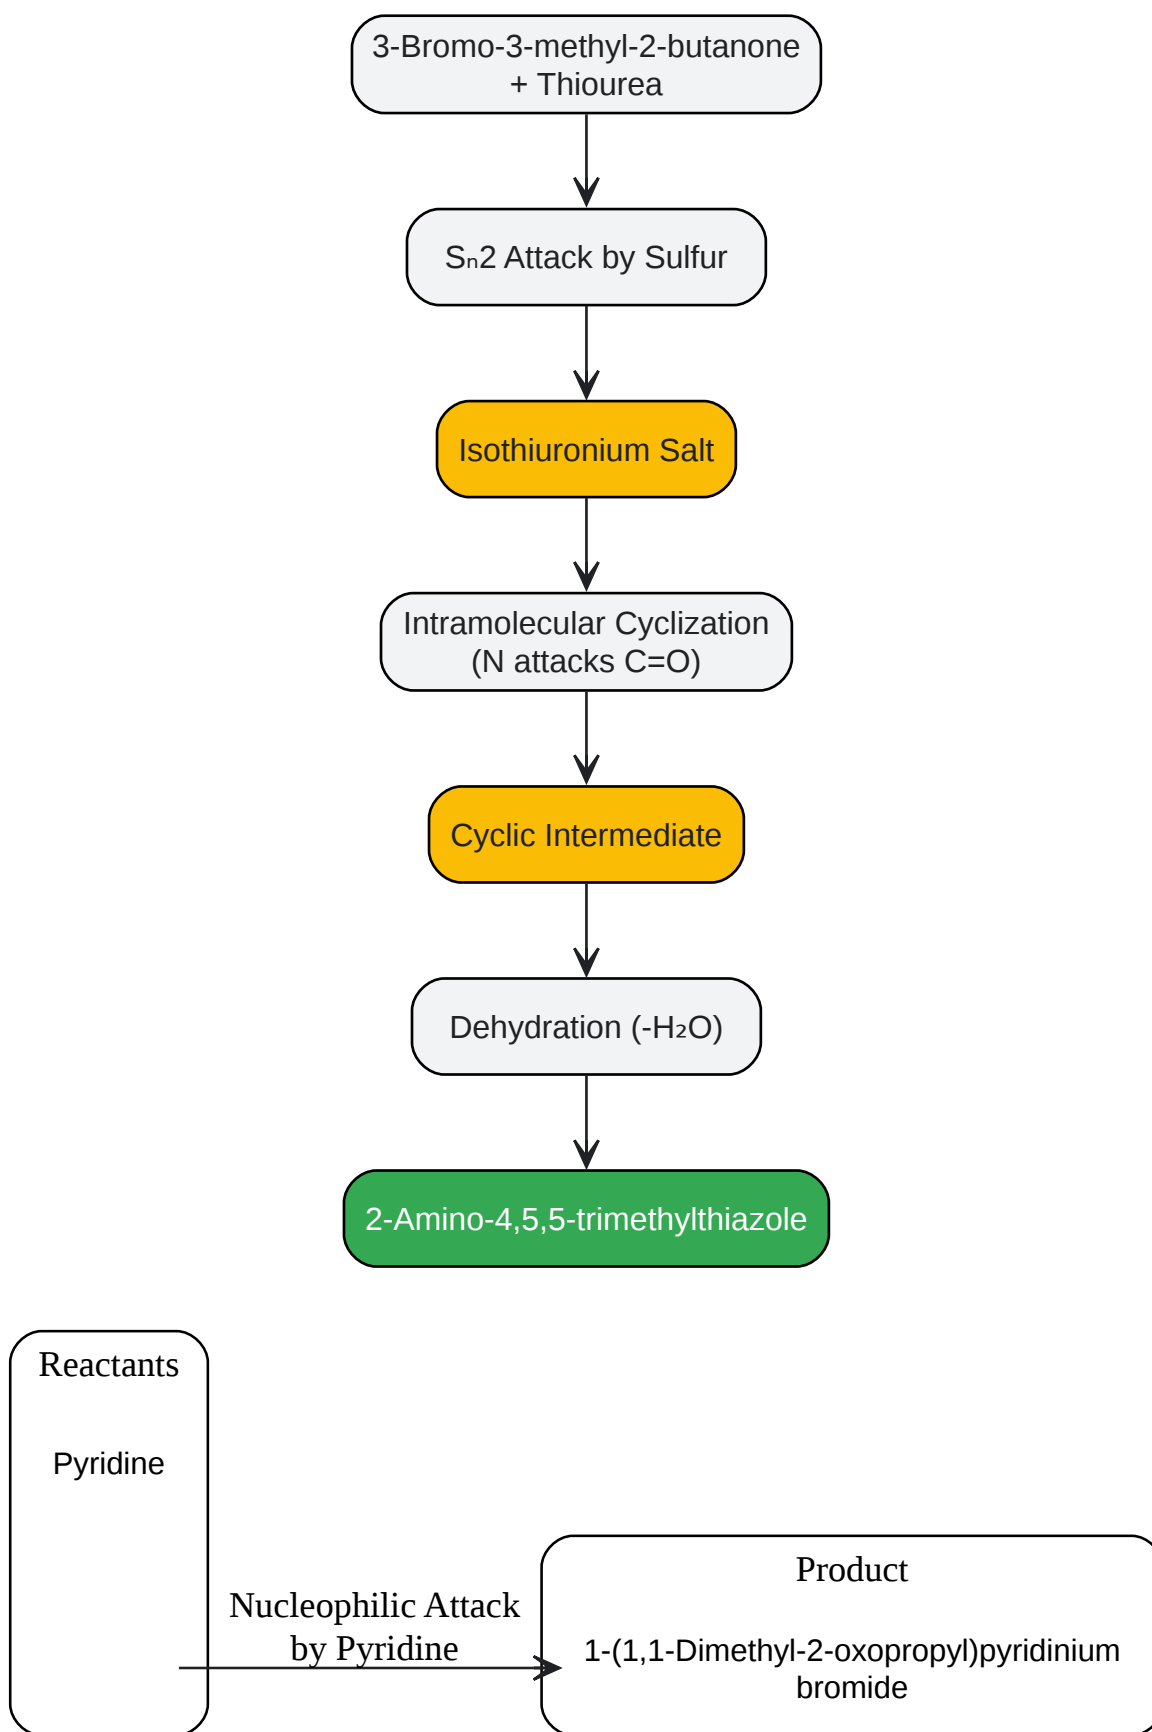 3-Bromo-3-methyl-2-butanone
+ Thiourea
Sₙ2 Attack by Sulfur
Isothiuronium Salt
Intramolecular Cyclization
(N attacks C=O)
Cyclic Intermediate
Dehydration (-H₂O)
2-Amino-4,5,5-trimethylthiazole
Reactants
Pyridine
Nucleophilic Attack
by Pyridine
Product
1-(1,1-Dimethyl-2-oxopropyl)pyridinium
bromide